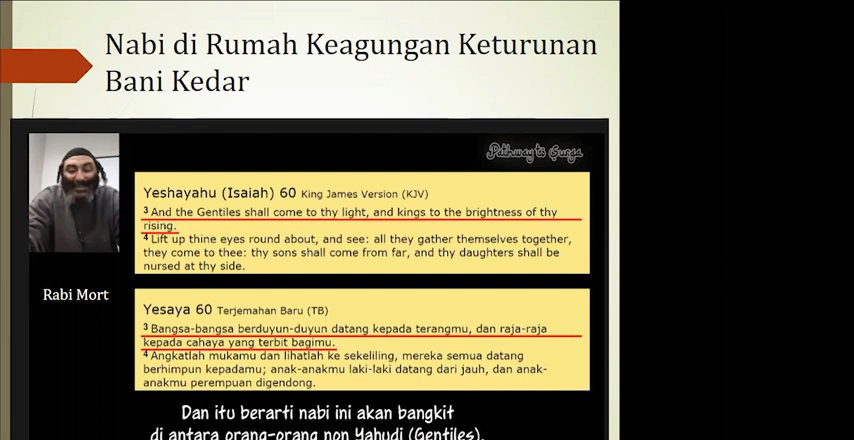 Nabi di Rumah Keagungan Keturunan
Bani Kedar
Pathway to Surga
Yeshayahu (Isaiah) 60 King James Version (KJV)
3 And the Gentiles shall come to thy light, and kings to the brightness of thy
rising.
4 Lift up thine eyes round about, and see: all they gather themselves together,
they come to thee: thy sons shall come from far, and thy daughters shall be
nursed at thy side.
Rabi Mort
Yesaya 60 Terjemahan Baru (TB)
3 Bangsa-bangsa berduyun-duyun datang kepada terangmu, dan raja-raja
kepada cahaya yang terbit bagimu.
4 Angkatlah mukamu dan lihatlah ke sekeliling, mereka semua datang
berhimpun kepadamu; anak-anakmu laki-laki datang dari jauh, dan anak-
anakmu perempuan digendong.
Dan itu berarti nabi ini akan bangkit
di antara orang-orang non Yahudi (Gentiles).